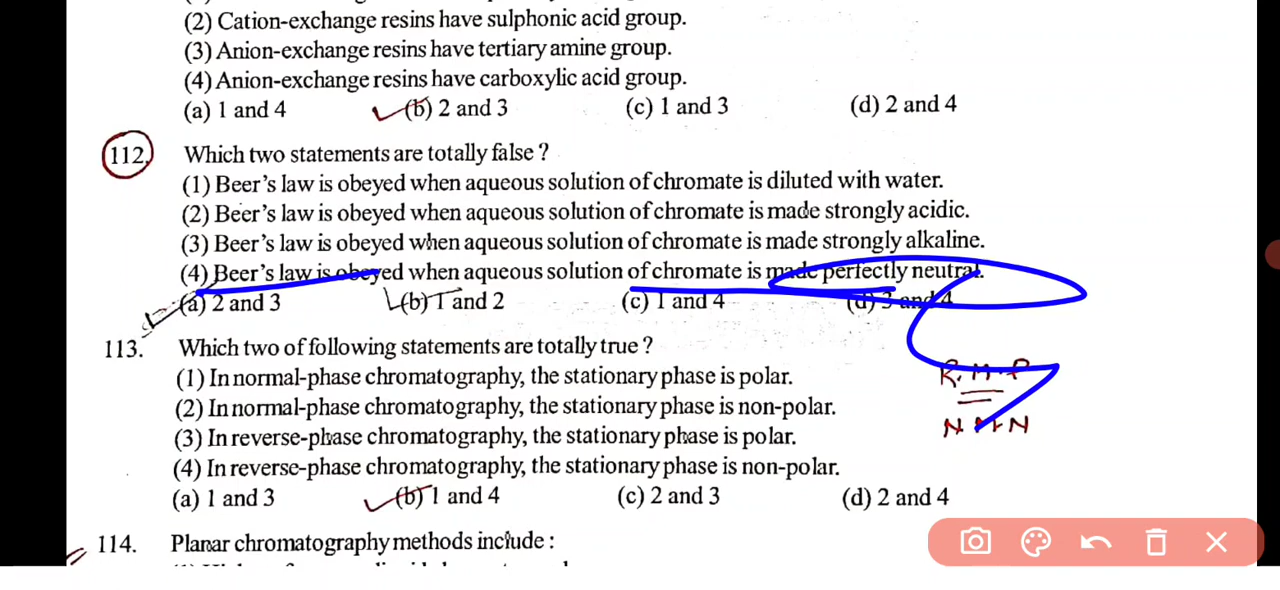 (2) Cation-exchange resins have sulphonic acid group.
(3) Anion-exchange resins have tertiary amine group.
(4) Anion-exchange resins have carboxylic acid group.
(a) 1 and 4 (b) 2 and 3 (c) 1 and 3 (d) 2 and 4
112. Which two statements are totally false ?
(1) Beer's law is obeyed when aqueous solution of chromate is diluted with water.
(2) Beer's law is obeyed when aqueous solution of chromate is made strongly acidic.
(3) Beer's law is obeyed when aqueous solution of chromate is made strongly alkaline.
(4) Beer's law is obeyed when aqueous solution of chromate is made perfectly neutral.
(a) 2 and 3 (b) 1 and 2 (c) 1 and 4 (d) 3 and 4
113. Which two of following statements are totally true ?
(1) In normal-phase chromatography, the stationary phase is polar.
(2) In normal-phase chromatography, the stationary phase is non-polar.
(3) In reverse-phase chromatography, the stationary phase is polar.
(4) In reverse-phase chromatography, the stationary phase is non-polar.
R. M. P
N N
(a) 1 and 3 (b) 1 and 4 (c) 2 and 3 (d) 2 and 4
114. Planar chromatography methods include :